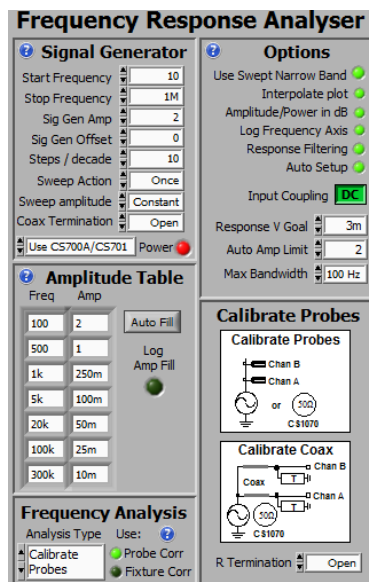 Frequency Response Analyser
Signal Generator
Start Frequency 10
Stop Frequency 1M
Sig Gen Amp 2
Sig Gen Offset 0
Steps / decade 10
Sweep Action Once
Sweep amplitude Constant
Coax Termination Open
Use CS700A/CS701 Power
Amplitude Table
Freq Amp
100 2 Auto Fill
500 1 Log
1k 250m Amp Fill
5k 100m
20k 50m
100k 25m
300k 10m
Frequency Analysis
Analysis Type Use:
Calibrate Probe Corr
Probes Fixture Corr
Options
Use Swept Narrow Band
Interpolate plot
Amplitude/Power in dB
Log Frequency Axis
Response Filtering
Auto Setup
Input Coupling DC
Response V Goal 3m
Auto Amp Limit 2
Max Bandwidth 100 Hz
Calibrate Probes
Calibrate Probes
Chan B
Chan A
or 50Ω
CS1070
Calibrate Coax
Chan B
Coax T
Chan A
T
50Ω
CS1070
R Termination Open